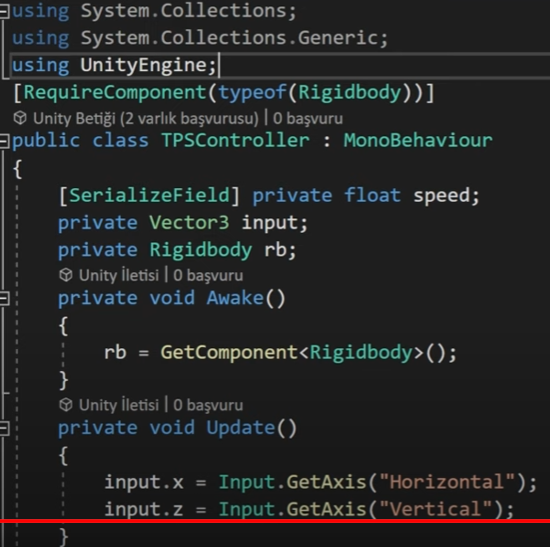 using System.Collections;
using System.Collections.Generic;
using UnityEngine;
[RequireComponent(typeof(Rigidbody))]
Unity Betiği (2 varlık başvurusu) | 0 başvuru
public class TPSController : MonoBehaviour
{
[SerializeField] private float speed;
private Vector3 input;
private Rigidbody rb;
Unity İletisi | 0 başvuru
private void Awake()
{
rb = GetComponent<Rigidbody>();
}
Unity İletisi | 0 başvuru
private void Update()
{
input.x = Input.GetAxis("Horizontal");
input.z = Input.GetAxis("Vertical");
}